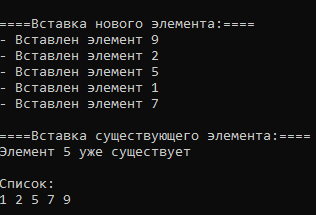 ====Вставка нового элемента:====
- Вставлен элемент 9
- Вставлен элемент 2
- Вставлен элемент 5
- Вставлен элемент 1
- Вставлен элемент 7
====Вставка существующего элемента:====
Элемент 5 уже существует
Список:
1 2 5 7 9